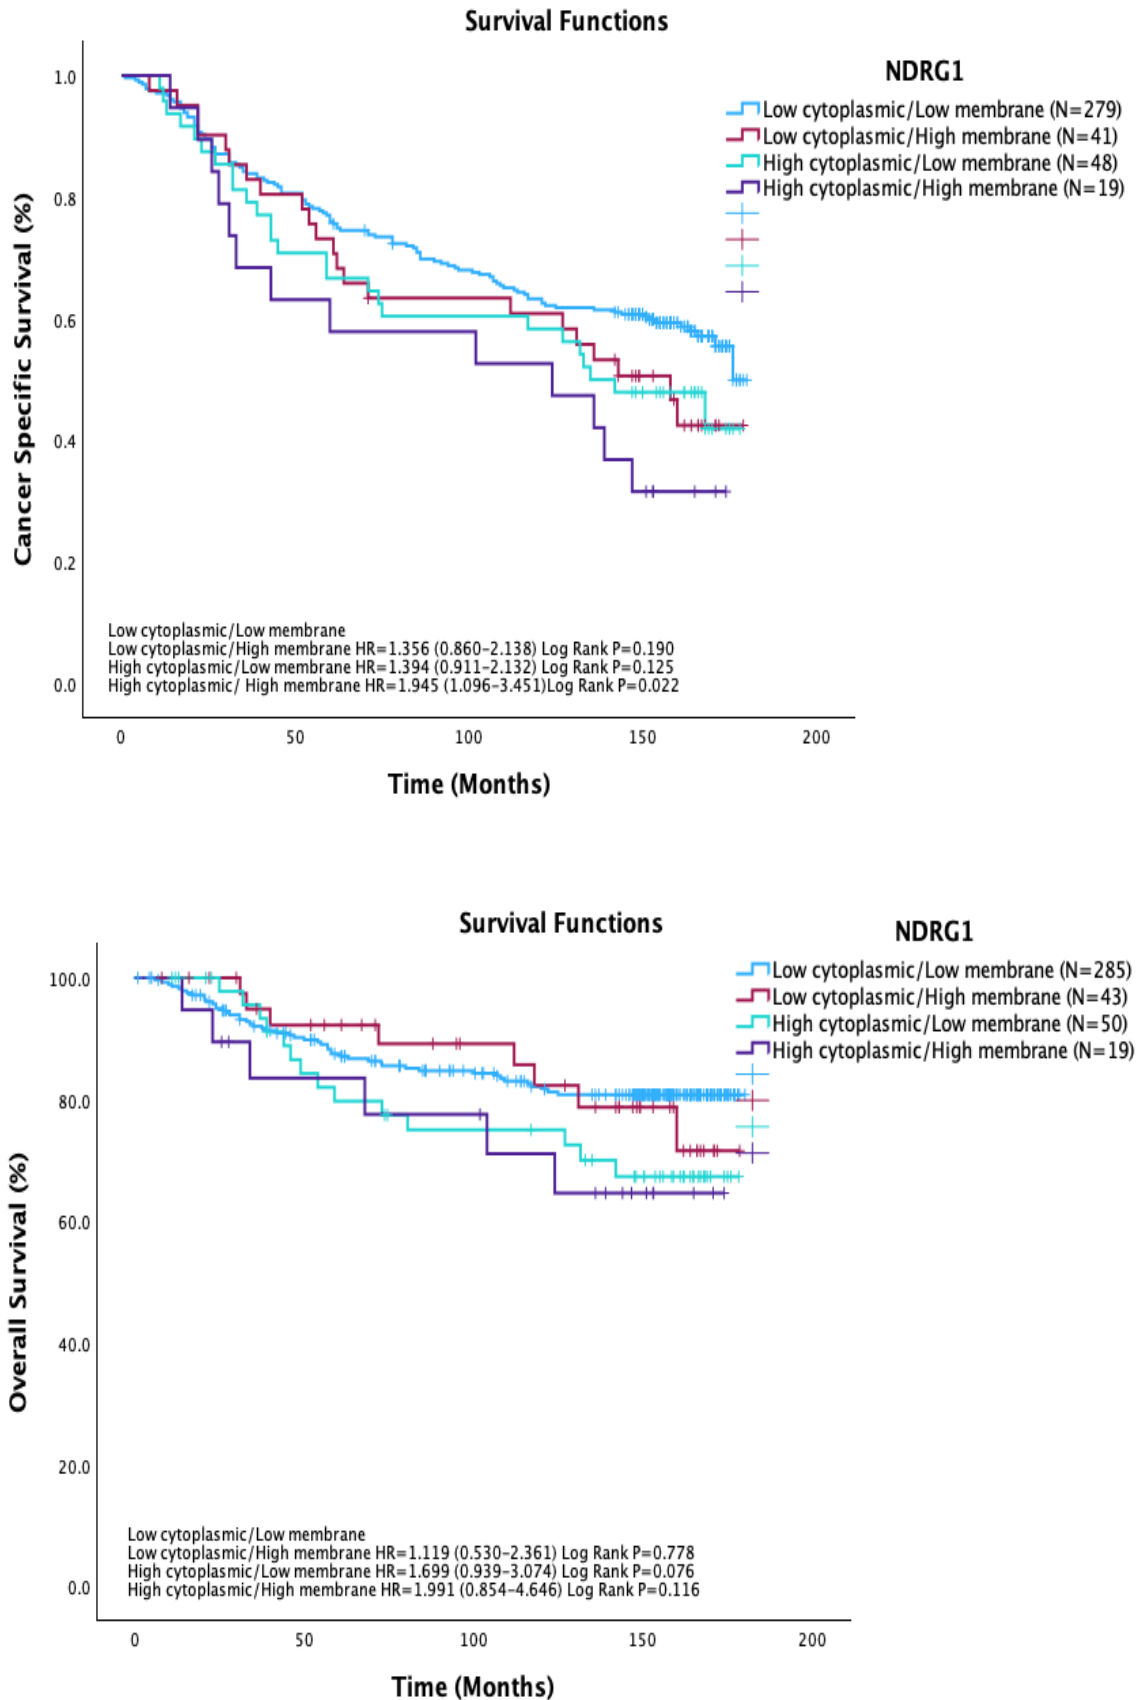 Survival Functions
NDRG1
Low cytoplasmic/Low membrane (N=279)
Low cytoplasmic/High membrane (N=41)
High cytoplasmic/Low membrane (N=48)
High cytoplasmic/High membrane (N=19)
Cancer Specific Survival (%)
1.0
0.8
0.6
0.4
0.2
0.0
Low cytoplasmic/Low membrane
Low cytoplasmic/High membrane HR=1.356 (0.860-2.138) Log Rank P=0.190
High cytoplasmic/Low membrane HR=1.394 (0.911-2.132) Log Rank P=0.125
High cytoplasmic/ High membrane HR=1.945 (1.096-3.451)Log Rank P=0.022
0 50 100 150 200
Time (Months)
Survival Functions
NDRG1
Low cytoplasmic/Low membrane (N=285)
Low cytoplasmic/High membrane (N=43)
High cytoplasmic/Low membrane (N=50)
High cytoplasmic/High membrane (N=19)
Overall Survival (%)
100.0
80.0
60.0
40.0
20.0
0.0
Low cytoplasmic/Low membrane
Low cytoplasmic/High membrane HR=1.119 (0.530-2.361) Log Rank P=0.778
High cytoplasmic/Low membrane HR=1.699 (0.939-3.074) Log Rank P=0.076
High cytoplasmic/High membrane HR=1.991 (0.854-4.646) Log Rank P=0.116
0 50 100 150 200
Time (Months)